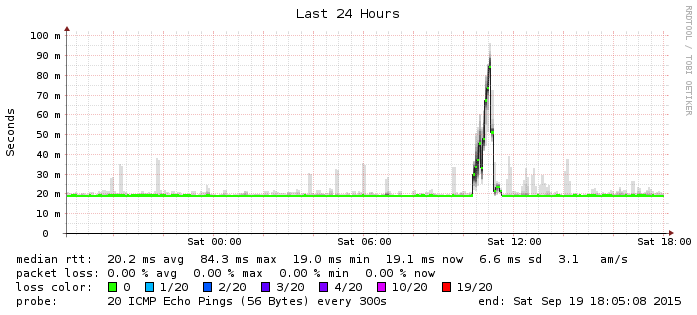 Last 24 Hours
RRDTOOL / TOBI OETIKER
Seconds
100 m
90 m
80 m
70 m
60 m
50 m
40 m
30 m
20 m
10 m
0
Sat 00:00 Sat 06:00 Sat 12:00 Sat 18:00
median rtt: 20.2 ms avg 84.3 ms max 19.0 ms min 19.1 ms now 6.6 ms sd 3.1 am/s
packet loss: 0.00 % avg 0.00 % max 0.00 % min 0.00 % now
loss color: 0 1/20 2/20 3/20 4/20 10/20 19/20
probe: 20 ICMP Echo Pings (56 Bytes) every 300s end: Sat Sep 19 18:05:08 2015